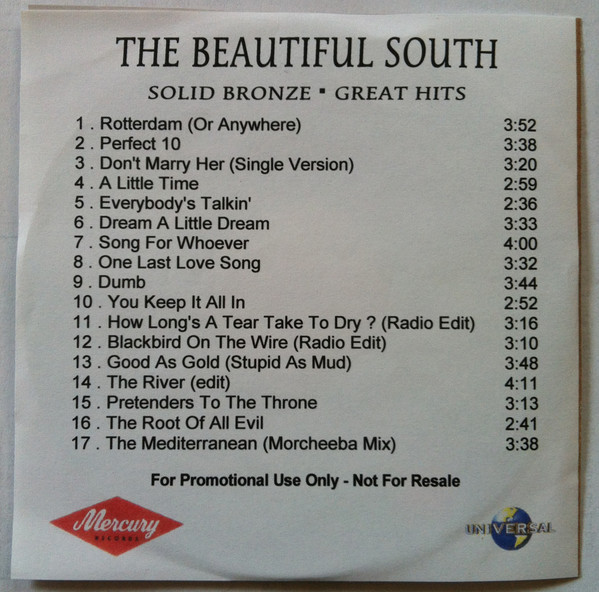 THE BEAUTIFUL SOUTH
SOLID BRONZE ▪ GREAT HITS
1 . Rotterdam (Or Anywhere) 3:52
2 . Perfect 10 3:38
3 . Don't Marry Her (Single Version) 3:20
4 . A Little Time 2:59
5 . Everybody's Talkin' 2:36
6 . Dream A Little Dream 3:33
7 . Song For Whoever 4:00
8 . One Last Love Song 3:32
9 . Dumb 3:44
10 . You Keep It All In 2:52
11 . How Long's A Tear Take To Dry ? (Radio Edit) 3:16
12 . Blackbird On The Wire (Radio Edit) 3:10
13 . Good As Gold (Stupid As Mud) 3:48
14 . The River (edit) 4:11
15 . Pretenders To The Throne 3:13
16 . The Root Of All Evil 2:41
17 . The Mediterranean (Morcheeba Mix) 3:38
For Promotional Use Only - Not For Resale
Mercury
RECORDS
UNIVERSAL